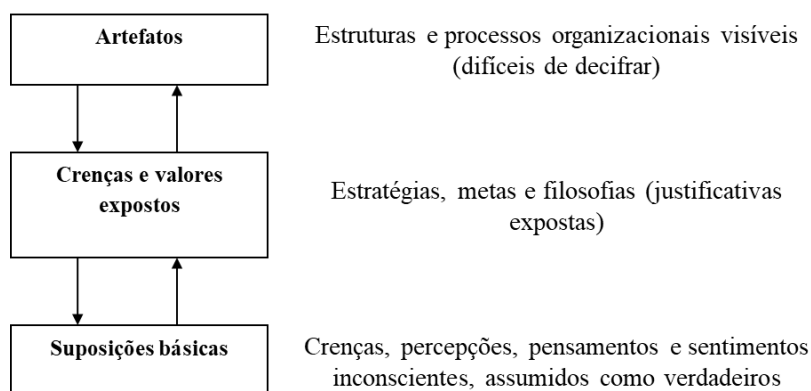 Artefatos
Estruturas e processos organizacionais visíveis
(difíceis de decifrar)
Crenças e valores
expostos
Estratégias, metas e filosofias (justificativas
expostas)
Suposições básicas
Crenças, percepções, pensamentos e sentimentos
inconscientes, assumidos como verdadeiros